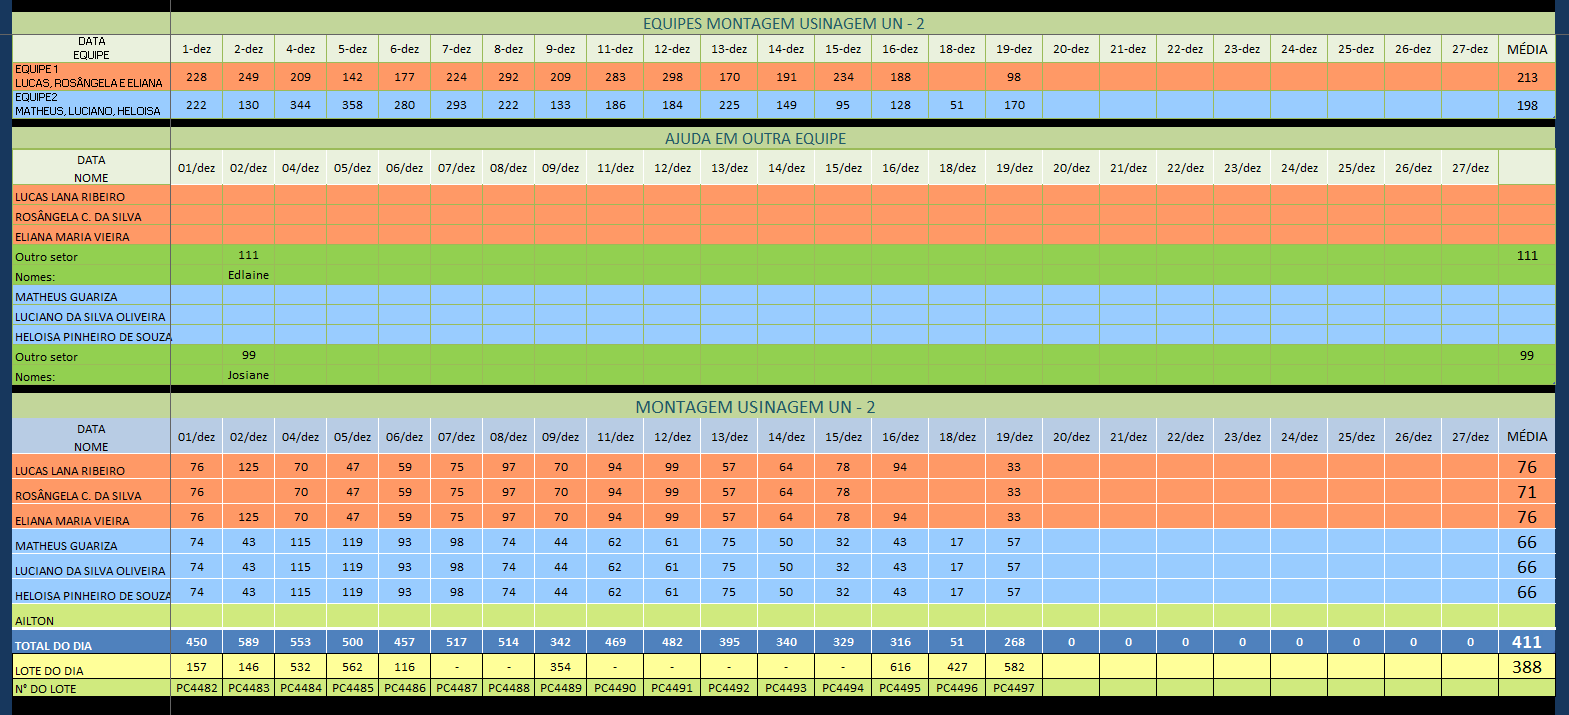 EQUIPES MONTAGEM USINAGEM UN - 2
DATA
EQUIPE 1-dez 2-dez 4-dez 5-dez 6-dez 7-dez 8-dez 9-dez 11-dez 12-dez 13-dez 14-dez 15-dez 16-dez 18-dez 19-dez 20-dez 21-dez 22-dez 23-dez 24-dez 25-dez 26-dez 27-dez MÉDIA
EQUIPE 1
LUCAS, ROSÂNGELA E ELIANA 228 249 209 142 177 224 292 209 283 298 170 191 234 188 98 213
EQUIPE2
MATHEUS, LUCIANO, HELOISA 222 130 344 358 280 293 222 133 186 184 225 149 95 128 51 170 198
AJUDA EM OUTRA EQUIPE
DATA
NOME 01/dez 02/dez 04/dez 05/dez 06/dez 07/dez 08/dez 09/dez 11/dez 12/dez 13/dez 14/dez 15/dez 16/dez 18/dez 19/dez 20/dez 21/dez 22/dez 23/dez 24/dez 25/dez 26/dez 27/dez
LUCAS LANA RIBEIRO
ROSÂNGELA C. DA SILVA
ELIANA MARIA VIEIRA
Outro setor 111 111
Nomes: Edlaine
MATHEUS GUARIZA
LUCIANO DA SILVA OLIVEIRA
HELOISA PINHEIRO DE SOUZA
Outro setor 99 99
Nomes: Josiane
MONTAGEM USINAGEM UN - 2
DATA
NOME 01/dez 02/dez 04/dez 05/dez 06/dez 07/dez 08/dez 09/dez 11/dez 12/dez 13/dez 14/dez 15/dez 16/dez 18/dez 19/dez 20/dez 21/dez 22/dez 23/dez 24/dez 25/dez 26/dez 27/dez MÉDIA
LUCAS LANA RIBEIRO 76 125 70 47 59 75 97 70 94 99 57 64 78 94 33 76
ROSÂNGELA C. DA SILVA 76 70 47 59 75 97 70 94 99 57 64 78 33 71
ELIANA MARIA VIEIRA 76 125 70 47 59 75 97 70 94 99 57 64 78 94 33 76
MATHEUS GUARIZA 74 43 115 119 93 98 74 44 62 61 75 50 32 43 17 57 66
LUCIANO DA SILVA OLIVEIRA 74 43 115 119 93 98 74 44 62 61 75 50 32 43 17 57 66
HELOISA PINHEIRO DE SOUZA 74 43 115 119 93 98 74 44 62 61 75 50 32 43 17 57 66
AILTON
TOTAL DO DIA 450 589 553 500 457 517 514 342 469 482 395 340 329 316 51 268 0 0 0 0 0 0 0 0 411
LOTE DO DIA 157 146 532 562 116 - - 354 - - - - - 616 427 582 388
N° DO LOTE PC4482 PC4483 PC4484 PC4485 PC4486 PC4487 PC4488 PC4489 PC4490 PC4491 PC4492 PC4493 PC4494 PC4495 PC4496 PC4497